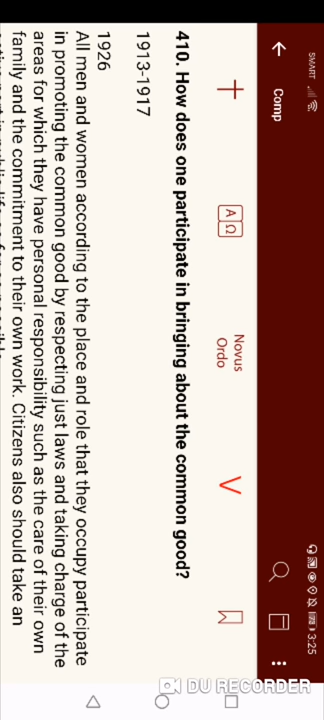 SMART
3:25
Comp
Novus
Ordo
V
410. How does one participate in bringing about the common good?
1913-1917
1926
All men and women according to the place and role that they occupy participate
in promoting the common good by respecting just laws and taking charge of the
areas for which they have personal responsibility such as the care of their own
family and the commitment to their own work. Citizens also should take an
DU RECORDER